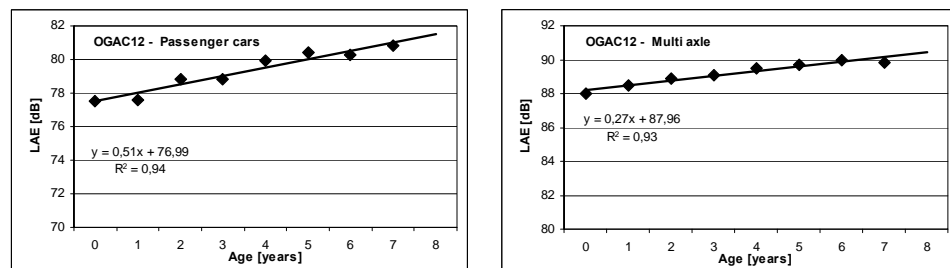 OGAC12 - Passenger cars
LAE [dB]
82
80
78
76
74
72
70
y = 0,51x + 76,99
R² = 0,94
0 1 2 3 4 5 6 7 8
Age [years]
OGAC12 - Multi axle
LAE [dB]
92
90
88
86
84
82
80
y = 0,27x + 87,96
R² = 0,93
0 1 2 3 4 5 6 7 8
Age [years]